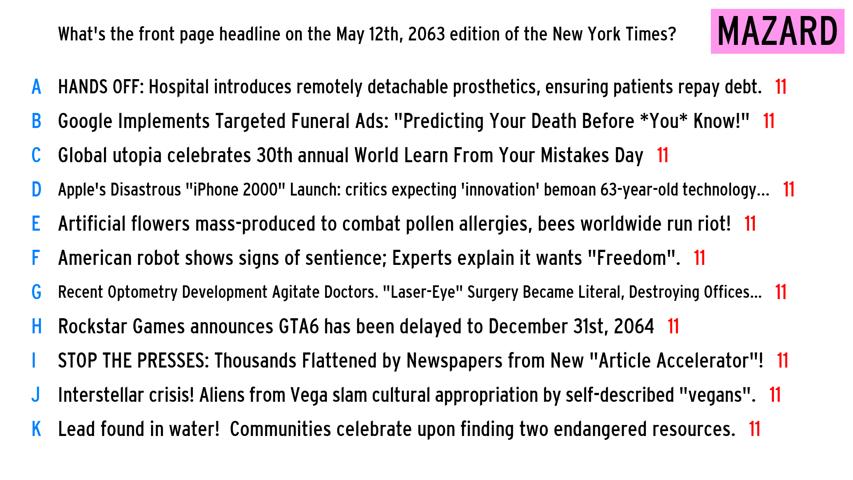 What's the front page headline on the May 12th, 2063 edition of the New York Times? MAZARD
A HANDS OFF: Hospital introduces remotely detachable prosthetics, ensuring patients repay debt. 11
B Google Implements Targeted Funeral Ads: "Predicting Your Death Before *You* Know!" 11
C Global utopia celebrates 30th annual World Learn From Your Mistakes Day 11
D Apple's Disastrous "iPhone 2000" Launch: critics expecting 'innovation' bemoan 63-year-old technology... 11
E Artificial flowers mass-produced to combat pollen allergies, bees worldwide run riot! 11
F American robot shows signs of sentience; Experts explain it wants "Freedom". 11
G Recent Optometry Development Agitate Doctors. "Laser-Eye" Surgery Became Literal, Destroying Offices... 11
H Rockstar Games announces GTA6 has been delayed to December 31st, 2064 11
I STOP THE PRESSES: Thousands Flattened by Newspapers from New "Article Accelerator"! 11
J Interstellar crisis! Aliens from Vega slam cultural appropriation by self-described "vegans". 11
K Lead found in water!  Communities celebrate upon finding two endangered resources. 11